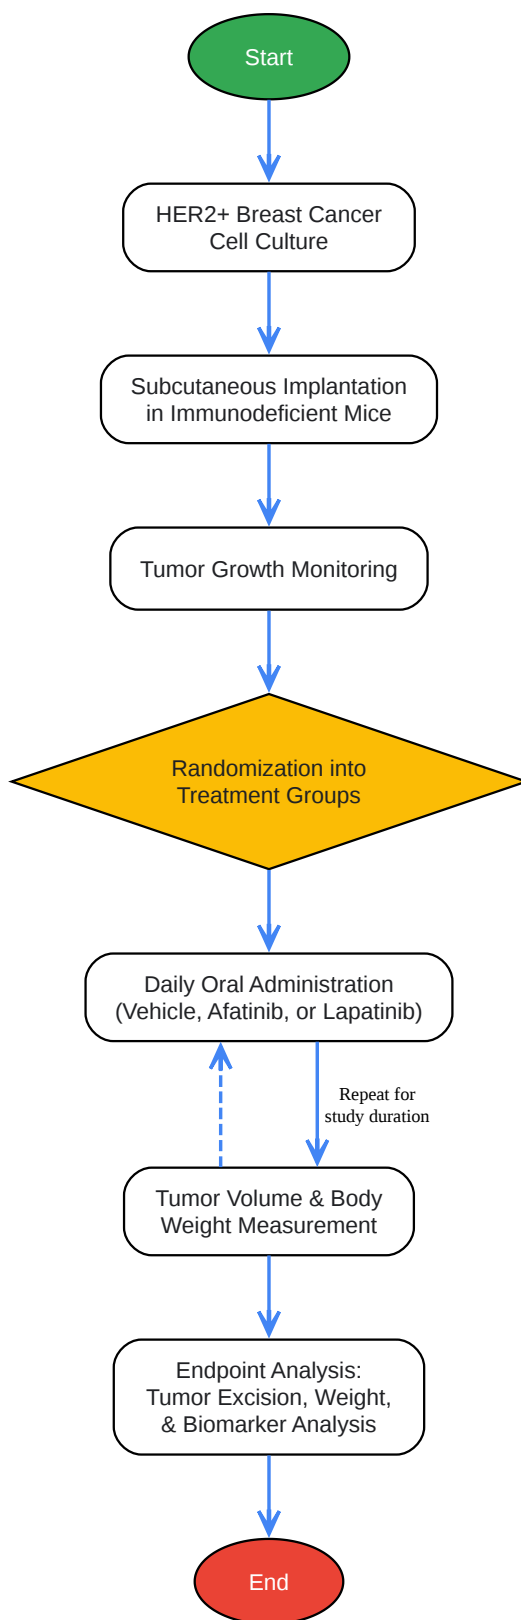 Start
HER2+ Breast Cancer
Cell Culture
Subcutaneous Implantation
in Immunodeficient Mice
Tumor Growth Monitoring
Randomization into
Treatment Groups
Daily Oral Administration
(Vehicle, Afatinib, or Lapatinib)
Repeat for
study duration
Tumor Volume & Body
Weight Measurement
Endpoint Analysis:
Tumor Excision, Weight,
& Biomarker Analysis
End